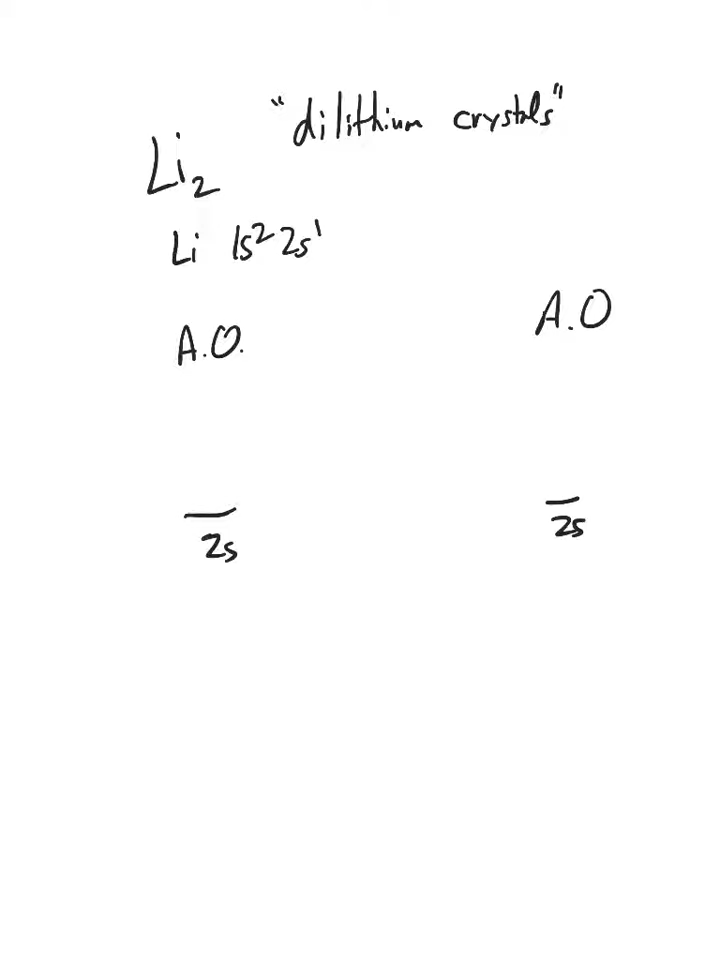 "dilithium crystals"
Li₂
Li 1s² 2s¹
A.O. A.O
2s 2s